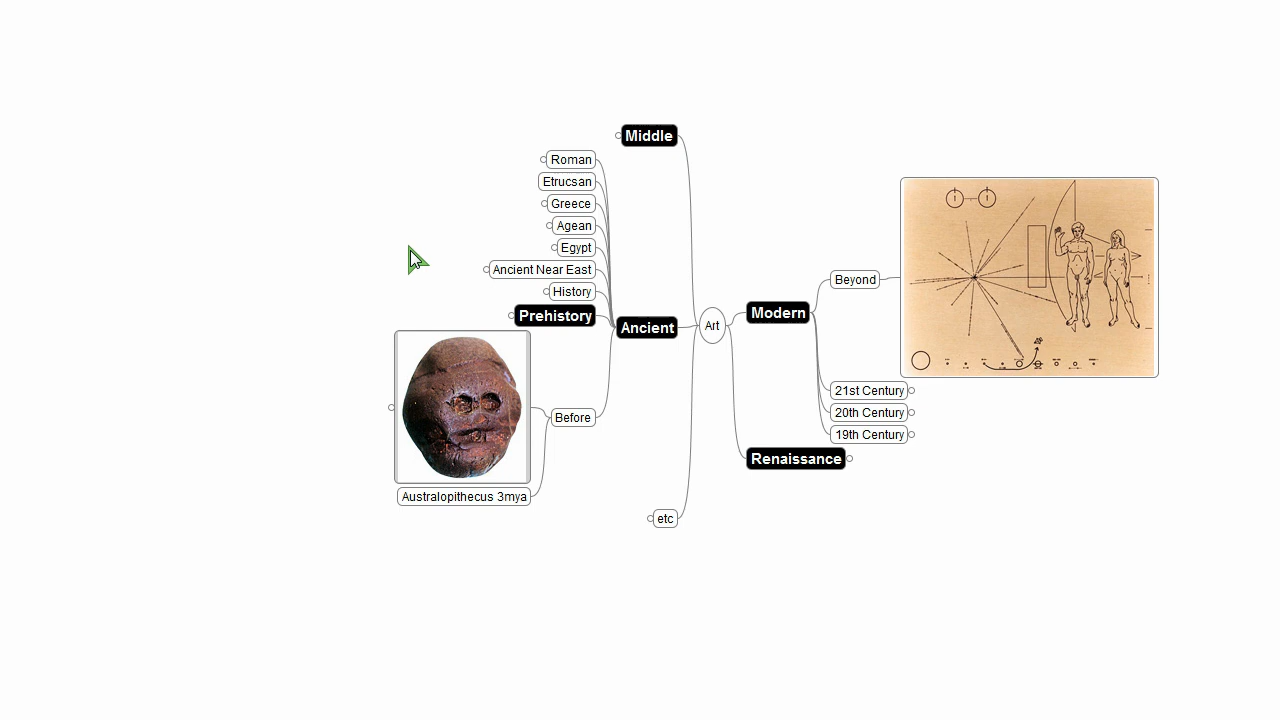 Middle
Roman
Etrucsan
Greece
Agean
Egypt
Ancient Near East
History
Prehistory
Ancient
Before
Australopithecus 3mya
etc
Art
Modern
Beyond
21st Century
20th Century
19th Century
Renaissance